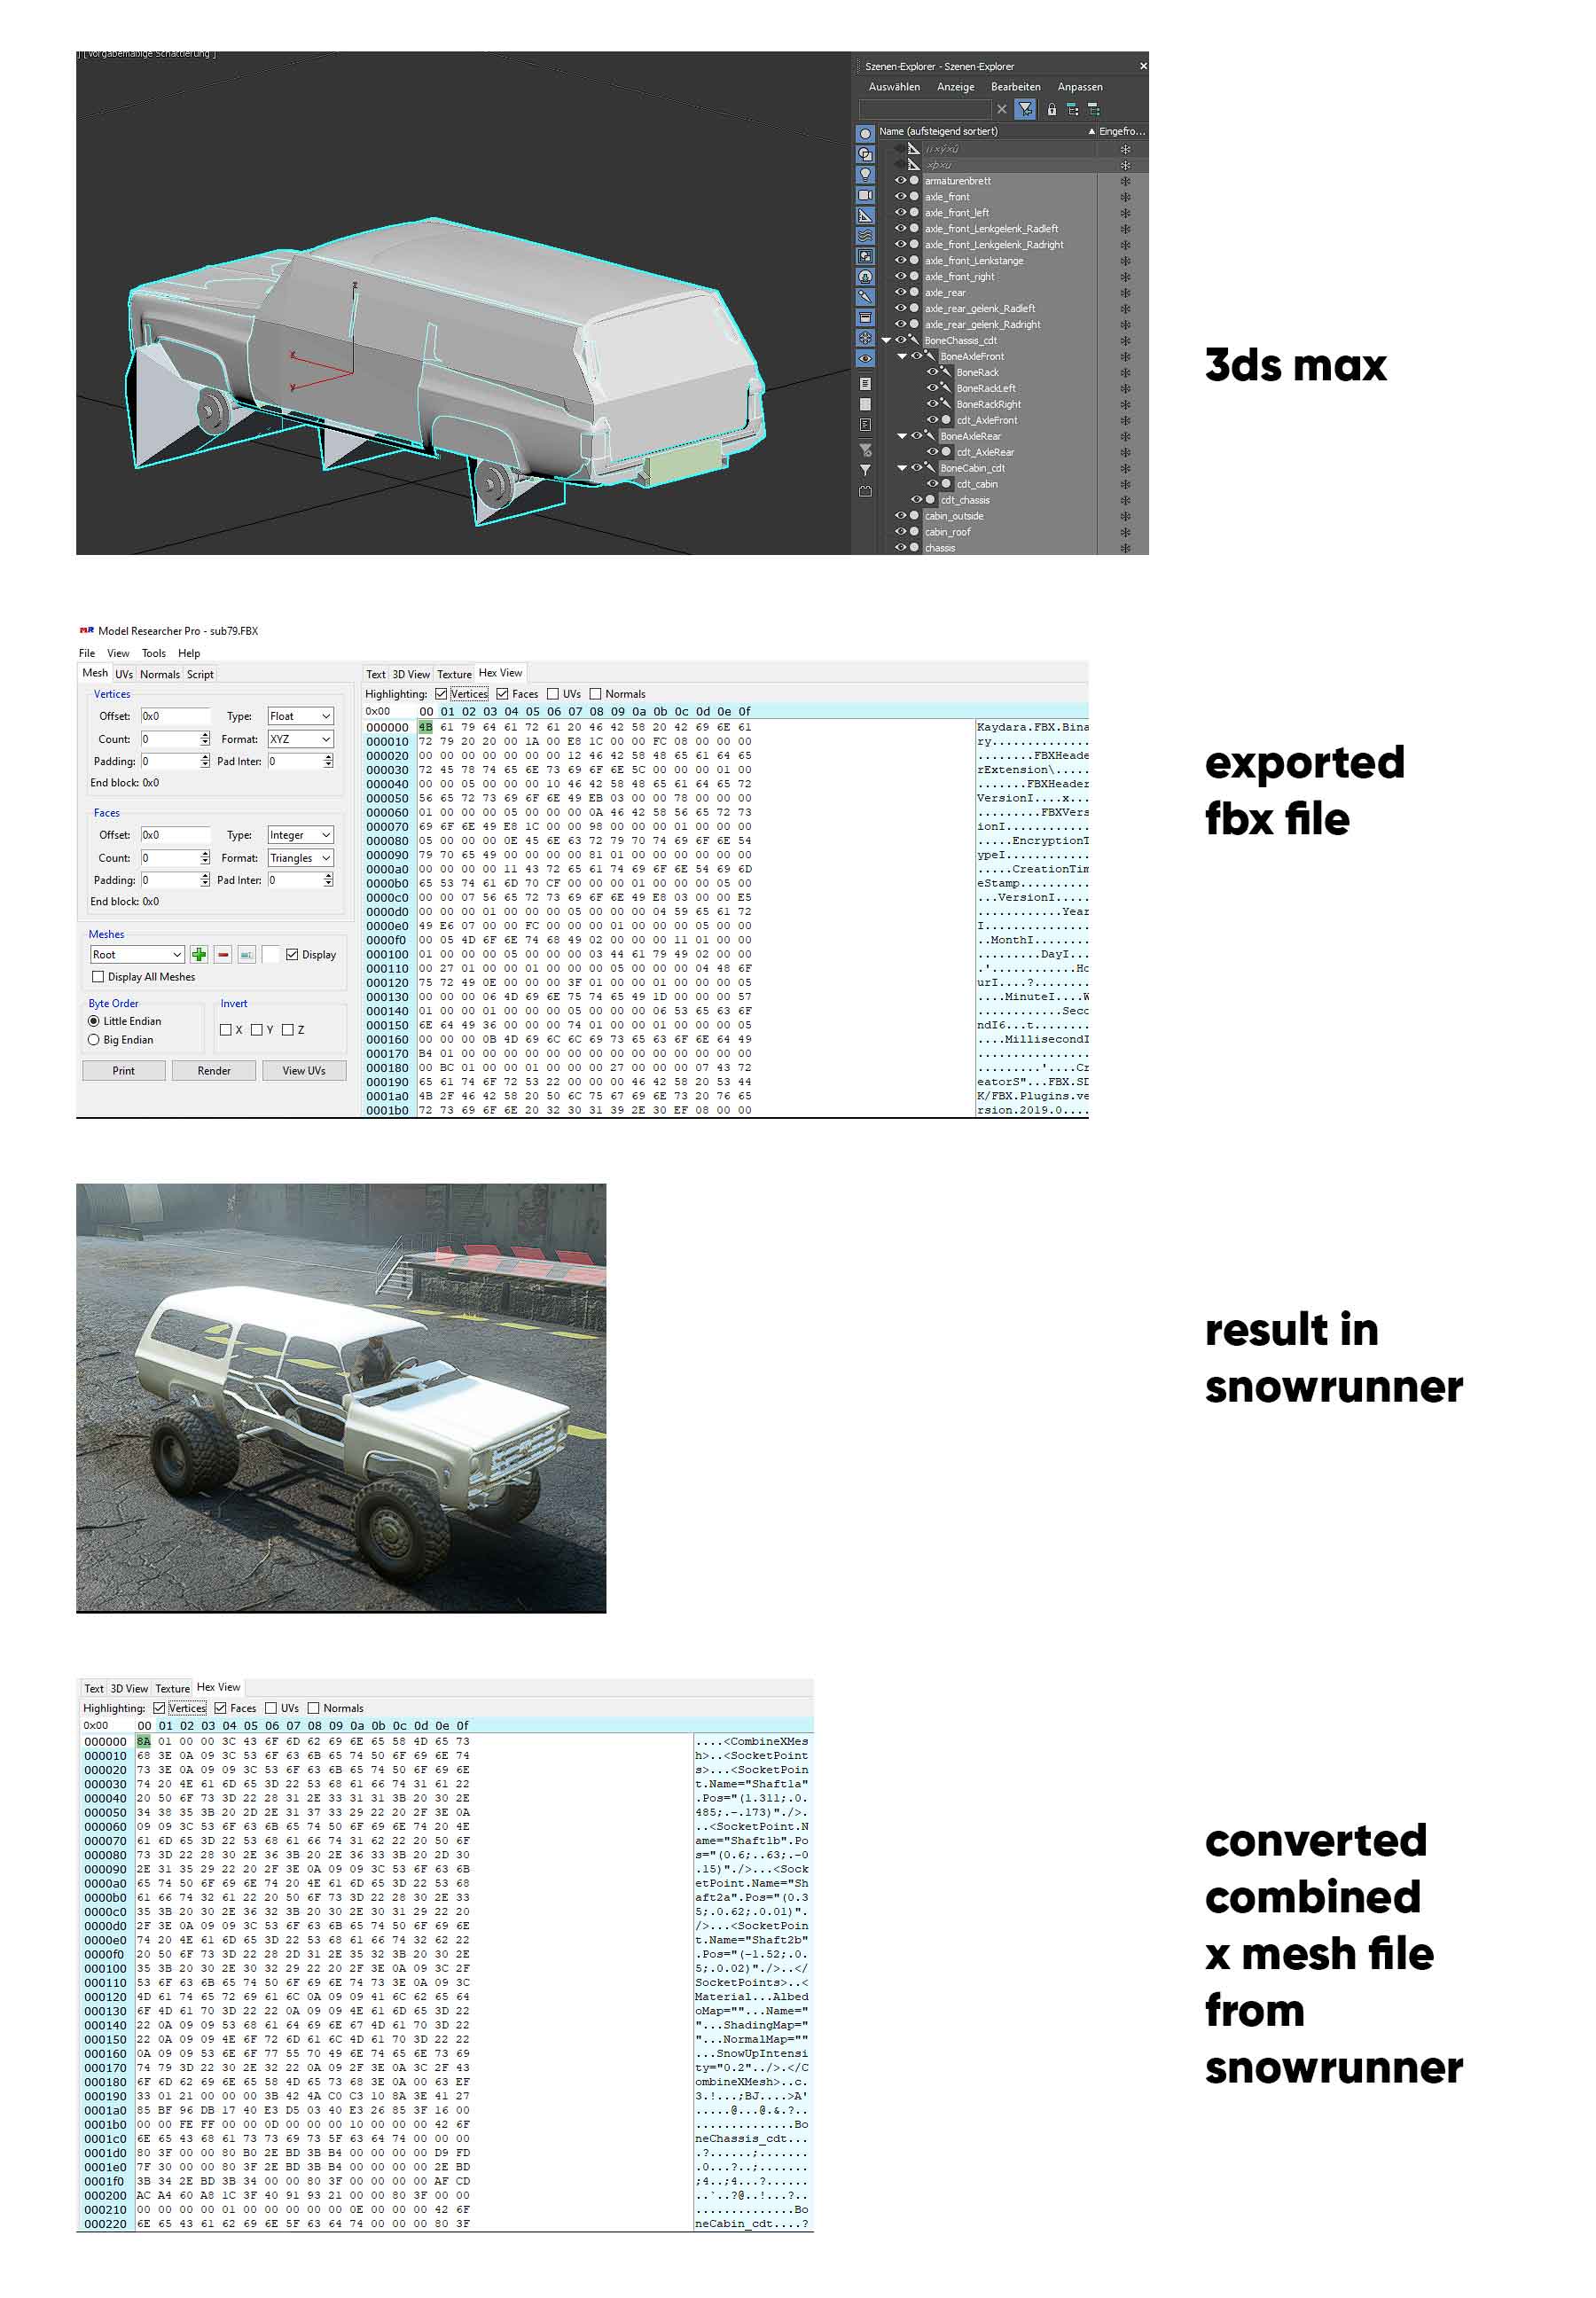 ] [Vorgabemäßige Schattierung ]
Szenen-Explorer - Szenen-Explorer
Auswählen Anzeige Bearbeiten Anpassen
Name (aufsteigend sortiert) Eingefro...
armaturenbrett
axle_front
axle_front_left
axle_front_Lenkgelenk_Radleft
axle_front_Lenkgelenk_Radright
axle_front_Lenkstange
axle_front_right
axle_rear
axle_rear_gelenk_Radleft
axle_rear_gelenk_Radright
BoneChassis_cdt
BoneAxleFront
BoneRack
BoneRackLeft
BoneRackRight
cdt_AxleFront
BoneAxleRear
cdt_AxleRear
BoneCabin_cdt
cdt_cabin
cdt_chassis
cabin_outside
cabin_roof
chassis
3ds max
Model Researcher Pro - sub79.FBX
File View Tools Help
Mesh UVs Normals Script
Vertices
Offset: 0x0 Type: Float
Count: 0 Format: XYZ
Padding: 0 Pad Inter: 0
End block: 0x0
Faces
Offset: 0x0 Type: Integer
Count: 0 Format: Triangles
Padding: 0 Pad Inter: 0
End block: 0x0
Meshes
Root Display
Display All Meshes
Byte Order Invert
Little Endian
Big Endian
X Y Z
Print Render View UVs
Text 3D View Texture Hex View
Highlighting: Vertices Faces UVs Normals
0x00 00 01 02 03 04 05 06 07 08 09 0a 0b 0c 0d 0e 0f
000000 4B 61 79 64 61 72 61 20 46 42 58 20 42 69 6E 61 Kaydara.FBX.Bina
000010 72 79 20 20 00 1A 00 E8 1C 00 00 FC 08 00 00 00 ry..............
000020 00 00 00 00 00 00 00 12 46 42 58 48 65 61 64 65 ........FBXHeade
000030 72 45 78 74 65 6E 73 69 6F 6E 5C 00 00 00 01 00 rExtension\.....
000040 00 00 05 00 00 00 10 46 42 58 48 65 61 64 65 72 .......FBXHeader
000050 56 65 72 73 69 6F 6E 49 EB 03 00 00 78 00 00 00 VersionI....x...
000060 01 00 00 00 05 00 00 00 0A 46 42 58 56 65 72 73 .........FBXVers
000070 69 6F 6E 49 E8 1C 00 00 98 00 00 00 01 00 00 00 ionI............
000080 05 00 00 00 0E 45 6E 63 72 79 70 74 69 6F 6E 54 .....EncryptionT
000090 79 70 65 49 00 00 00 00 81 01 00 00 00 00 00 00 ypeI............
0000a0 00 00 00 00 11 43 72 65 61 74 69 6F 6E 54 69 6D .....CreationTim
0000b0 65 53 74 61 6D 70 CF 00 00 00 01 00 00 00 05 00 eStamp..........
0000c0 00 00 07 56 65 72 73 69 6F 6E 49 E8 03 00 00 E5 ...VersionI.....
0000d0 00 00 00 01 00 00 00 05 00 00 00 04 59 65 61 72 ............Year
0000e0 49 E6 07 00 00 FC 00 00 00 01 00 00 00 05 00 00 I...............
0000f0 00 05 4D 6F 6E 74 68 49 02 00 00 00 11 01 00 00 ..MonthI........
000100 01 00 00 00 05 00 00 00 03 44 61 79 49 02 00 00 .........DayI...
000110 00 27 01 00 00 01 00 00 00 05 00 00 00 04 48 6F .'............Ho
000120 75 72 49 0E 00 00 00 3F 01 00 00 01 00 00 00 05 urI....?........
000130 00 00 00 06 4D 69 6E 75 74 65 49 1D 00 00 00 57 ....MinuteI....W
000140 01 00 00 01 00 00 00 05 00 00 00 06 53 65 63 6F ............Seco
000150 6E 64 49 36 00 00 00 74 01 00 00 01 00 00 00 05 ndI6...t........
000160 00 00 00 0B 4D 69 6C 6C 69 73 65 63 6F 6E 64 49 ....MillisecondI
000170 B4 01 00 00 00 00 00 00 00 00 00 00 00 00 00 00 ................
000180 00 BC 01 00 00 01 00 00 00 27 00 00 00 07 43 72 .........'....Cr
000190 65 61 74 6F 72 53 22 00 00 00 46 42 58 20 53 44 eatorS"...FBX.SD
0001a0 4B 2F 46 42 58 20 50 6C 75 67 69 6E 73 20 76 65 K/FBX.Plugins.ve
0001b0 72 73 69 6F 6E 20 32 30 31 39 2E 30 EF 08 00 00 rsion.2019.0....
exported
fbx file
result in
snowrunner
Text 3D View Texture Hex View
Highlighting: Vertices Faces UVs Normals
0x00 00 01 02 03 04 05 06 07 08 09 0a 0b 0c 0d 0e 0f
000000 8A 01 00 00 3C 43 6F 6D 62 69 6E 65 58 4D 65 73 ....<CombineXMes
000010 68 3E 0A 09 3C 53 6F 63 6B 65 74 50 6F 69 6E 74 h>..<SocketPoint
000020 73 3E 0A 09 09 3C 53 6F 63 6B 65 74 50 6F 69 6E s>...<SocketPoin
000030 74 20 4E 61 6D 65 3D 22 53 68 61 66 74 31 61 22 t.Name="Shaft1a"
000040 20 50 6F 73 3D 22 28 31 2E 33 31 31 3B 20 30 2E .Pos="(1.311;.0.
000050 34 38 35 3B 20 2D 2E 31 37 33 29 22 20 2F 3E 0A 485;.-.173)"./>.
000060 09 09 3C 53 6F 63 6B 65 74 50 6F 69 6E 74 20 4E ..<SocketPoint.N
000070 61 6D 65 3D 22 53 68 61 66 74 31 62 22 20 50 6F ame="Shaft1b".Po
000080 73 3D 22 28 30 2E 36 3B 20 2E 36 33 3B 20 2D 30 s="(0.6;..63;.-0
000090 2E 31 35 29 22 20 2F 3E 0A 09 09 3C 53 6F 63 6B .15)"./>...<Sock
0000a0 65 74 50 6F 69 6E 74 20 4E 61 6D 65 3D 22 53 68 etPoint.Name="Sh
0000b0 61 66 74 32 61 22 20 50 6F 73 3D 22 28 30 2E 33 aft2a".Pos="(0.3
0000c0 35 3B 20 30 2E 36 32 3B 20 30 2E 30 31 29 22 20 5;.0.62;.0.01)".
0000d0 2F 3E 0A 09 09 3C 53 6F 63 6B 65 74 50 6F 69 6E />...<SocketPoin
0000e0 74 20 4E 61 6D 65 3D 22 53 68 61 66 74 32 62 22 t.Name="Shaft2b"
0000f0 20 50 6F 73 3D 22 28 2D 31 2E 35 32 3B 20 30 2E .Pos="(-1.52;.0.
000100 35 3B 20 30 2E 30 32 29 22 20 2F 3E 0A 09 3C 2F 5;.0.02)"./>..</
000110 53 6F 63 6B 65 74 50 6F 69 6E 74 73 3E 0A 09 3C SocketPoints>..<
000120 4D 61 74 65 72 69 61 6C 0A 09 09 41 6C 62 65 64 Material...Albed
000130 6F 4D 61 70 3D 22 22 0A 09 09 4E 61 6D 65 3D 22 oMap=""...Name="
000140 22 0A 09 09 53 68 61 64 69 6E 67 4D 61 70 3D 22 "...ShadingMap="
000150 22 0A 09 09 4E 6F 72 6D 61 6C 4D 61 70 3D 22 22 "...NormalMap=""
000160 0A 09 09 53 6E 6F 77 55 70 49 6E 74 65 6E 73 69 ...SnowUpIntensi
000170 74 79 3D 22 30 2E 32 22 0A 09 2F 3E 0A 3C 2F 43 ty="0.2"../>.</C
000180 6F 6D 62 69 6E 65 58 4D 65 73 68 3E 0A 00 63 EF ombineXMesh>..c.
000190 33 01 21 00 00 00 3B 42 4A C0 C3 10 8A 3E 41 27 3.!...;BJ....>A'
0001a0 85 BF 96 DB 17 40 E3 D5 03 40 E3 26 85 3F 16 00 .....@...@.&.?..
0001b0 00 00 FE FF 00 00 0D 00 00 00 10 00 00 00 42 6F ..............Bo
0001c0 6E 65 43 68 61 73 73 69 73 5F 63 64 74 00 00 00 neChassis_cdt...
0001d0 80 3F 00 00 80 B0 2E BD 3B B4 00 00 00 00 D9 FD .?......;.......
0001e0 7F 30 00 00 80 3F 2E BD 3B B4 00 00 00 00 2E BD .0...?..;.......
0001f0 3B 34 2E BD 3B 34 00 00 80 3F 00 00 00 00 AF CD ;4..;4...?......
000200 AC A4 60 A8 1C 3F 40 91 93 21 00 00 80 3F 00 00 ..`..?@..!...?..
000210 00 00 00 00 01 00 00 00 00 00 0E 00 00 00 42 6F ..............Bo
000220 6E 65 43 61 62 69 6E 5F 63 64 74 00 00 00 80 3F neCabin_cdt....?
converted
combined
x mesh file
from
snowrunner